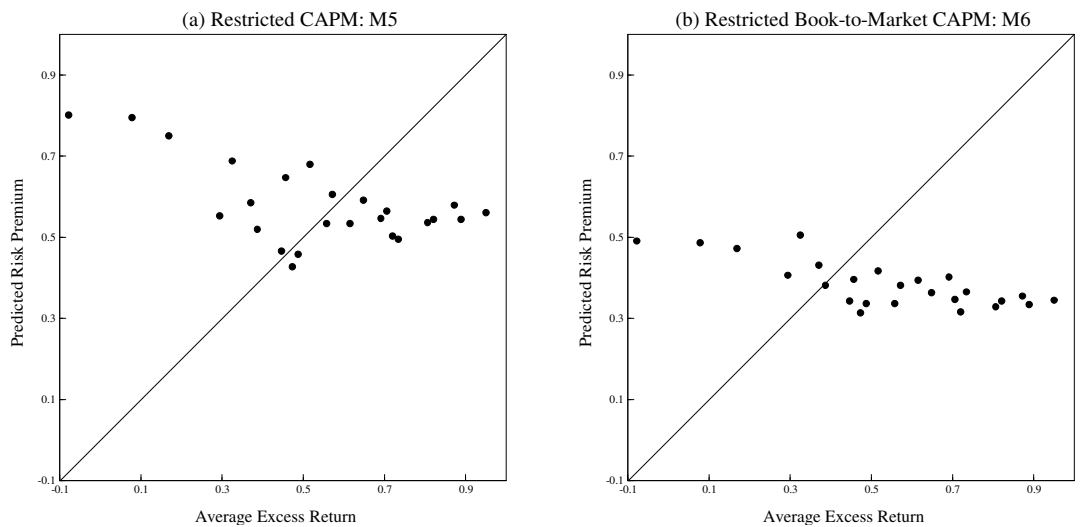 (a) Restricted CAPM: M5
0.9
0.7
0.5
0.3
0.1
-0.1
Predicted Risk Premium
-0.1 0.1 0.3 0.5 0.7 0.9
Average Excess Return
(b) Restricted Book-to-Market CAPM: M6
0.9
0.7
0.5
0.3
0.1
-0.1
Predicted Risk Premium
-0.1 0.1 0.3 0.5 0.7 0.9
Average Excess Return